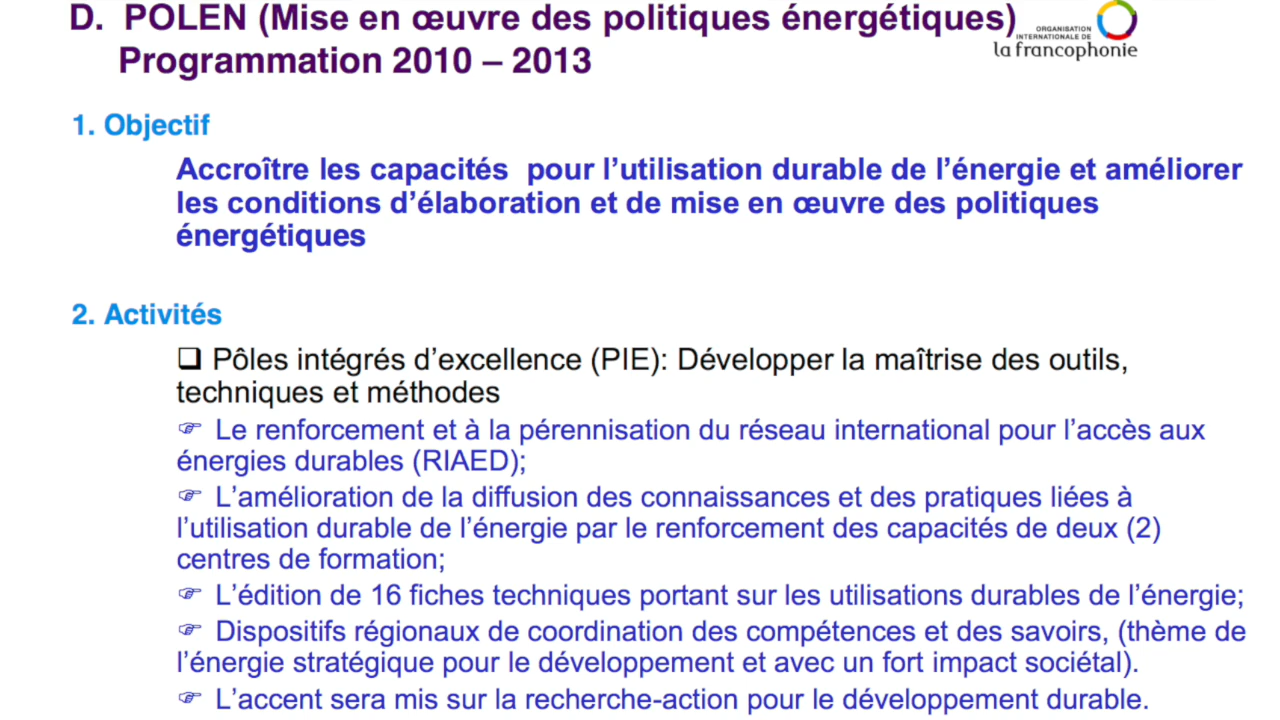 D. POLEN (Mise en œuvre des politiques énergétiques)
Programmation 2010 – 2013
ORGANISATION
INTERNATIONALE DE
la francophonie
1. Objectif
Accroître les capacités pour l’utilisation durable de l’énergie et améliorer
les conditions d’élaboration et de mise en œuvre des politiques
énergétiques
2. Activités
❑ Pôles intégrés d’excellence (PIE): Développer la maîtrise des outils,
techniques et méthodes
☞ Le renforcement et à la pérennisation du réseau international pour l’accès aux
énergies durables (RIAED);
☞ L’amélioration de la diffusion des connaissances et des pratiques liées à
l’utilisation durable de l’énergie par le renforcement des capacités de deux (2)
centres de formation;
☞ L’édition de 16 fiches techniques portant sur les utilisations durables de l’énergie;
☞ Dispositifs régionaux de coordination des compétences et des savoirs, (thème de
l’énergie stratégique pour le développement et avec un fort impact sociétal).
☞ L’accent sera mis sur la recherche-action pour le développement durable.